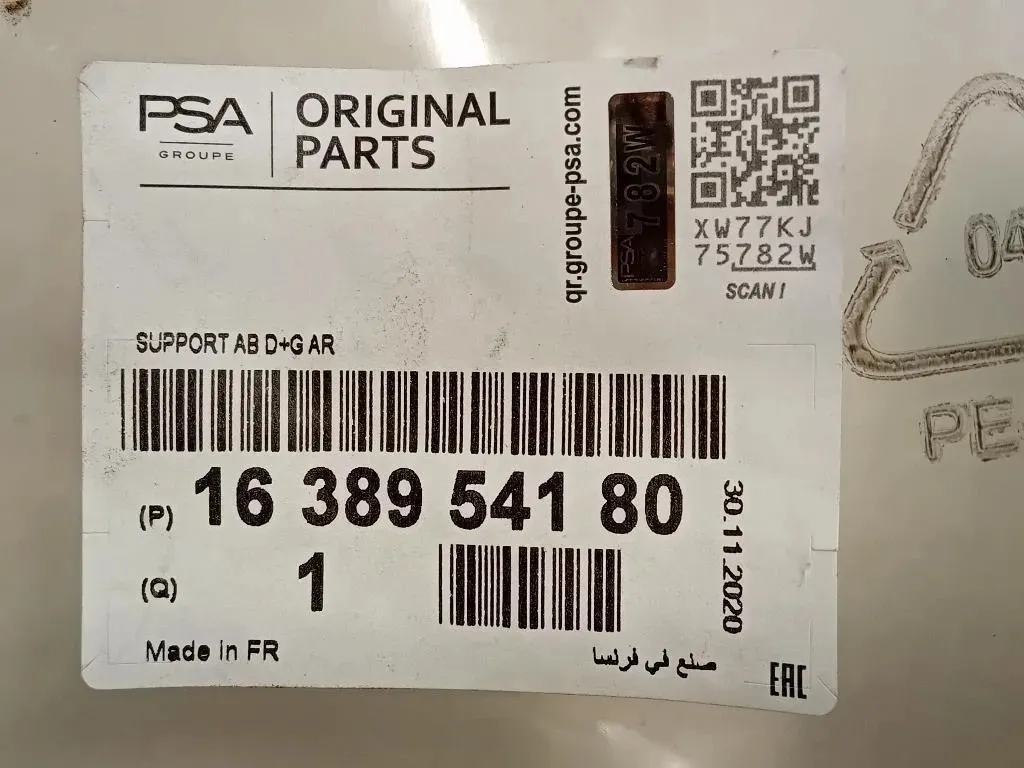 PSA
GROUPE
ORIGINAL
PARTS
qr.groupe-psa.com
PSA 782W
XW77KJ
75782W
SCAN !
SUPPORT AB D+G AR
(P) 16 389 541 80
30.11.2020
(Q) 1
Made in FR
صنع في فرنسا
EAC
04
PE